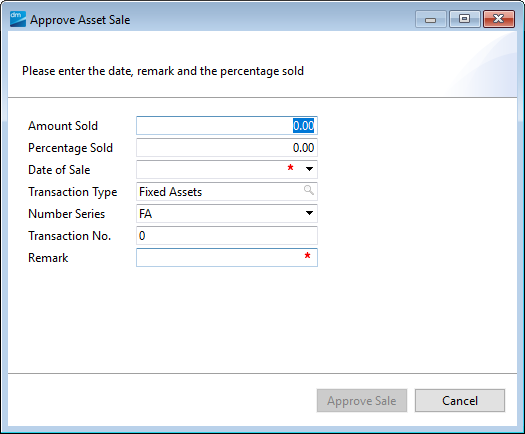 dm Approve Asset Sale
Please enter the date, remark and the percentage sold
Amount Sold 0.00
Percentage Sold 0.00
Date of Sale *
Transaction Type Fixed Assets
Number Series FA
Transaction No. 0
Remark *
Approve Sale Cancel